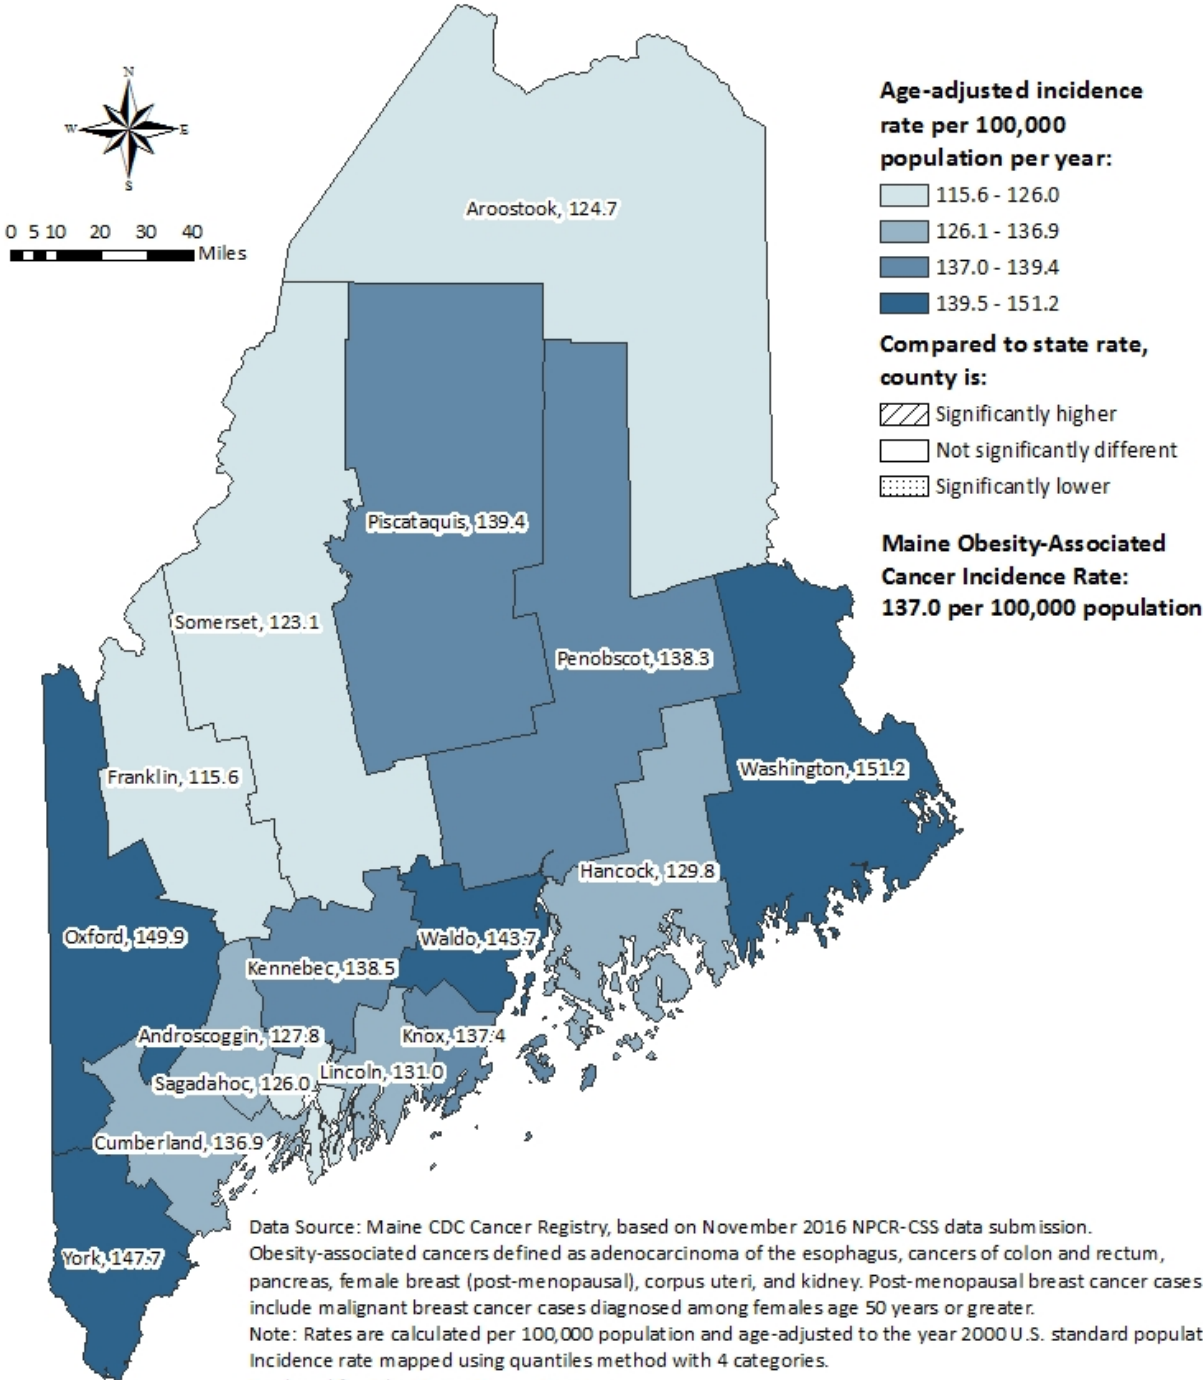 N
W E
S
0 5 10 20 30 40
Miles
Age-adjusted incidence
rate per 100,000
population per year:
115.6 - 126.0
126.1 - 136.9
137.0 - 139.4
139.5 - 151.2
Compared to state rate,
county is:
Significantly higher
Not significantly different
Significantly lower
Maine Obesity-Associated
Cancer Incidence Rate:
137.0 per 100,000 population
Aroostook, 124.7
Piscataquis, 139.4
Somerset, 123.1
Penobscot, 138.3
Franklin, 115.6
Washington, 151.2
Hancock, 129.8
Oxford, 149.9
Waldo, 143.7
Kennebec, 138.5
Androscoggin, 127.8
Knox, 137.4
Lincoln, 131.0
Sagadahoc, 126.0
Cumberland, 136.9
York, 147.7
Data Source: Maine CDC Cancer Registry, based on November 2016 NPCR-CSS data submission.
Obesity-associated cancers defined as adenocarcinoma of the esophagus, cancers of colon and rectum,
pancreas, female breast (post-menopausal), corpus uteri, and kidney. Post-menopausal breast cancer cases
include malignant breast cancer cases diagnosed among females age 50 years or greater.
Note: Rates are calculated per 100,000 population and age-adjusted to the year 2000 U.S. standard populat
Incidence rate mapped using quantiles method with 4 categories.